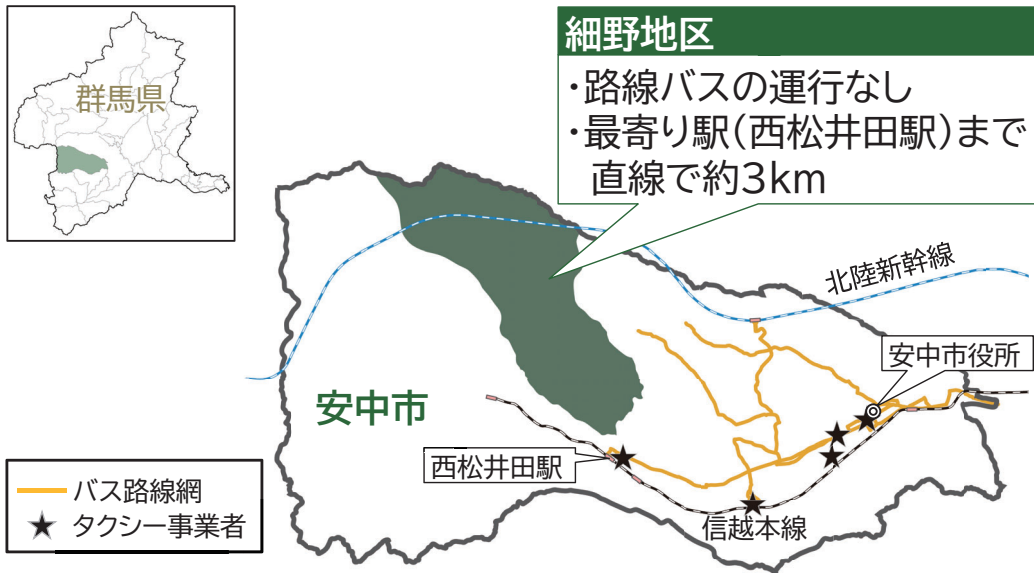 群馬県
細野地区
・路線バスの運行なし
・最寄り駅(西松井田駅)まで
直線で約3km
北陸新幹線
安中市役所
安中市
西松井田駅
信越本線
バス路線網
★タクシー事業者